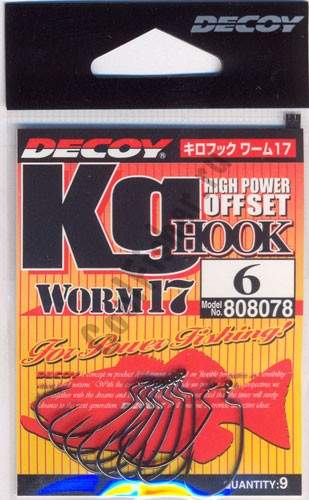 DECOY
DECOY® キロフック ワーム17
Kg HIGH POWER
OFFSET
HOOK
6
WORM 17 Model No. 808078
For Power Fishing!
DECOY
QUANTITY:9